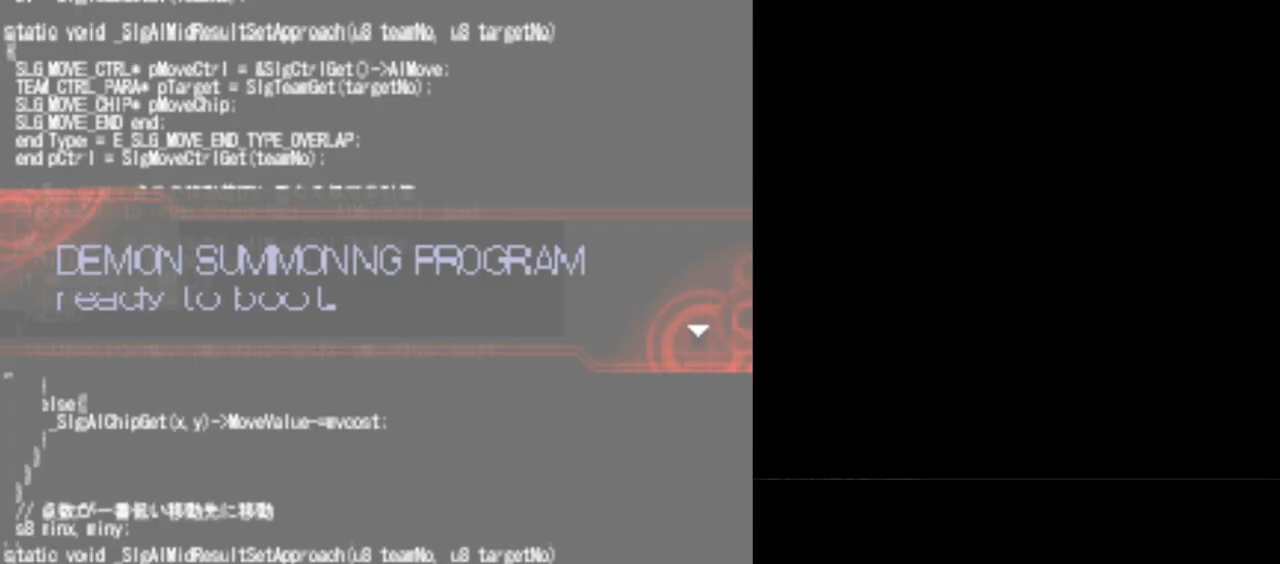 static void _SlgAIMidResultSetApproach(u8 teamNo, u8 targetNo)
{
SLG_MOVE_CTRL* pMoveCtrl = &SlgCtrlGet()->AIMove;
TEAM_CTRL_PARA* pTarget = SlgTeamGet(targetNo);
SLG_MOVE_CHIP* pMoveChip;
SLG_MOVE_END end;
end.Type = E_SLG_MOVE_END_TYPE_OVERLAP;
end.pCtrl = SlgMoveCtrlGet(teamNo);
DEMON SUMMONING PROGRAM
ready to boot.
}
else{
_SlgAIChipGet(x,y)->MoveValue-=mvcost;
}
}
}
}
// 点数が一番低い移動先に移動
s8 minx, miny;
static void _SlgAIMidResultSetApproach(u8 teamNo, u8 targetNo)